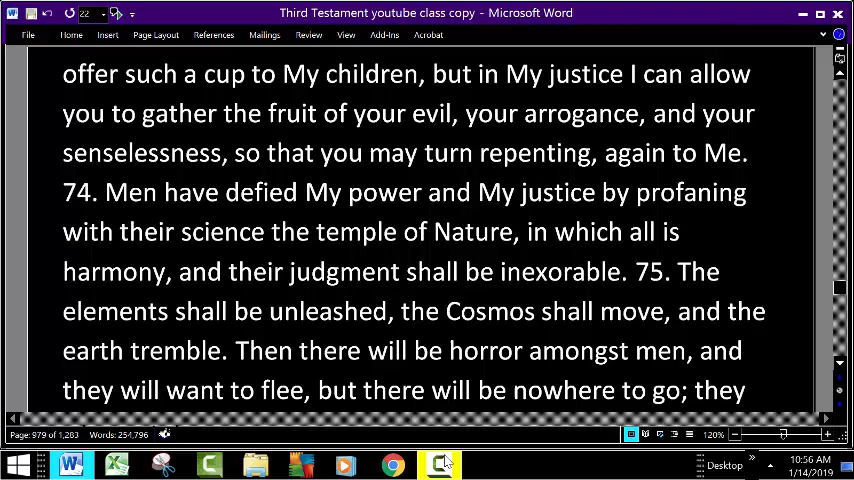 22
Third Testament youtube class copy - Microsoft Word
File Home Insert Page Layout References Mailings Review View Add-Ins Acrobat
offer such a cup to My children, but in My justice I can allow
you to gather the fruit of your evil, your arrogance, and your
senselessness, so that you may turn repenting, again to Me.
74. Men have defied My power and My justice by profaning
with their science the temple of Nature, in which all is
harmony, and their judgment shall be inexorable. 75. The
elements shall be unleashed, the Cosmos shall move, and the
earth tremble. Then there will be horror amongst men, and
they will want to flee, but there will be nowhere to go; they
Page: 979 of 1,283 Words: 254,796 120%
Desktop 10:56 AM
1/14/2019